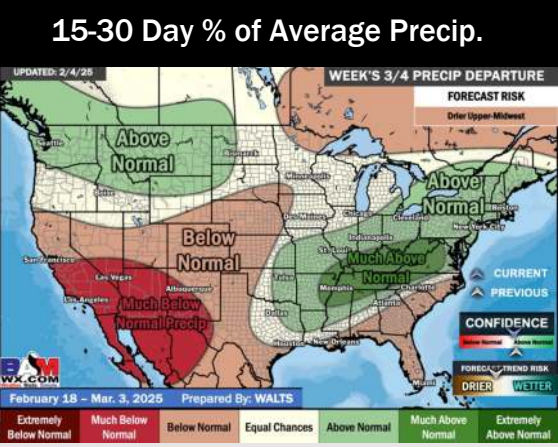 15-30 Day % of Average Precip.
UPDATED: 2/4/25
WEEK'S 3/4 PRECIP DEPARTURE
FORECAST RISK
Drier Upper-Midwest
Seattle
Above
Normal
Bismarck
Boise
Minneapolis
Above
Normal
Boston
New York City
Des Moines
Chicago
Cleveland
Indianapolis
St. Louis
Below
Normal
San Francisco
Las Vegas
Los Angeles
Albuquerque
Much Below
Normal Precip
Tulsa
Much Above
Normal
Memphis
Charlotte
Atlanta
Dallas
Houston
New Orleans
Miami
CURRENT
PREVIOUS
CONFIDENCE
Below Normal Above Normal
FORECAST TREND RISK
DRIER WETTER
BAM
WX.COM
February 18 – Mar. 3, 2025 Prepared By: WALTS
Extremely
Below Normal
Much Below
Normal
Below Normal
Equal Chances
Above Normal
Much Above
Normal
Extremely
Above Normal